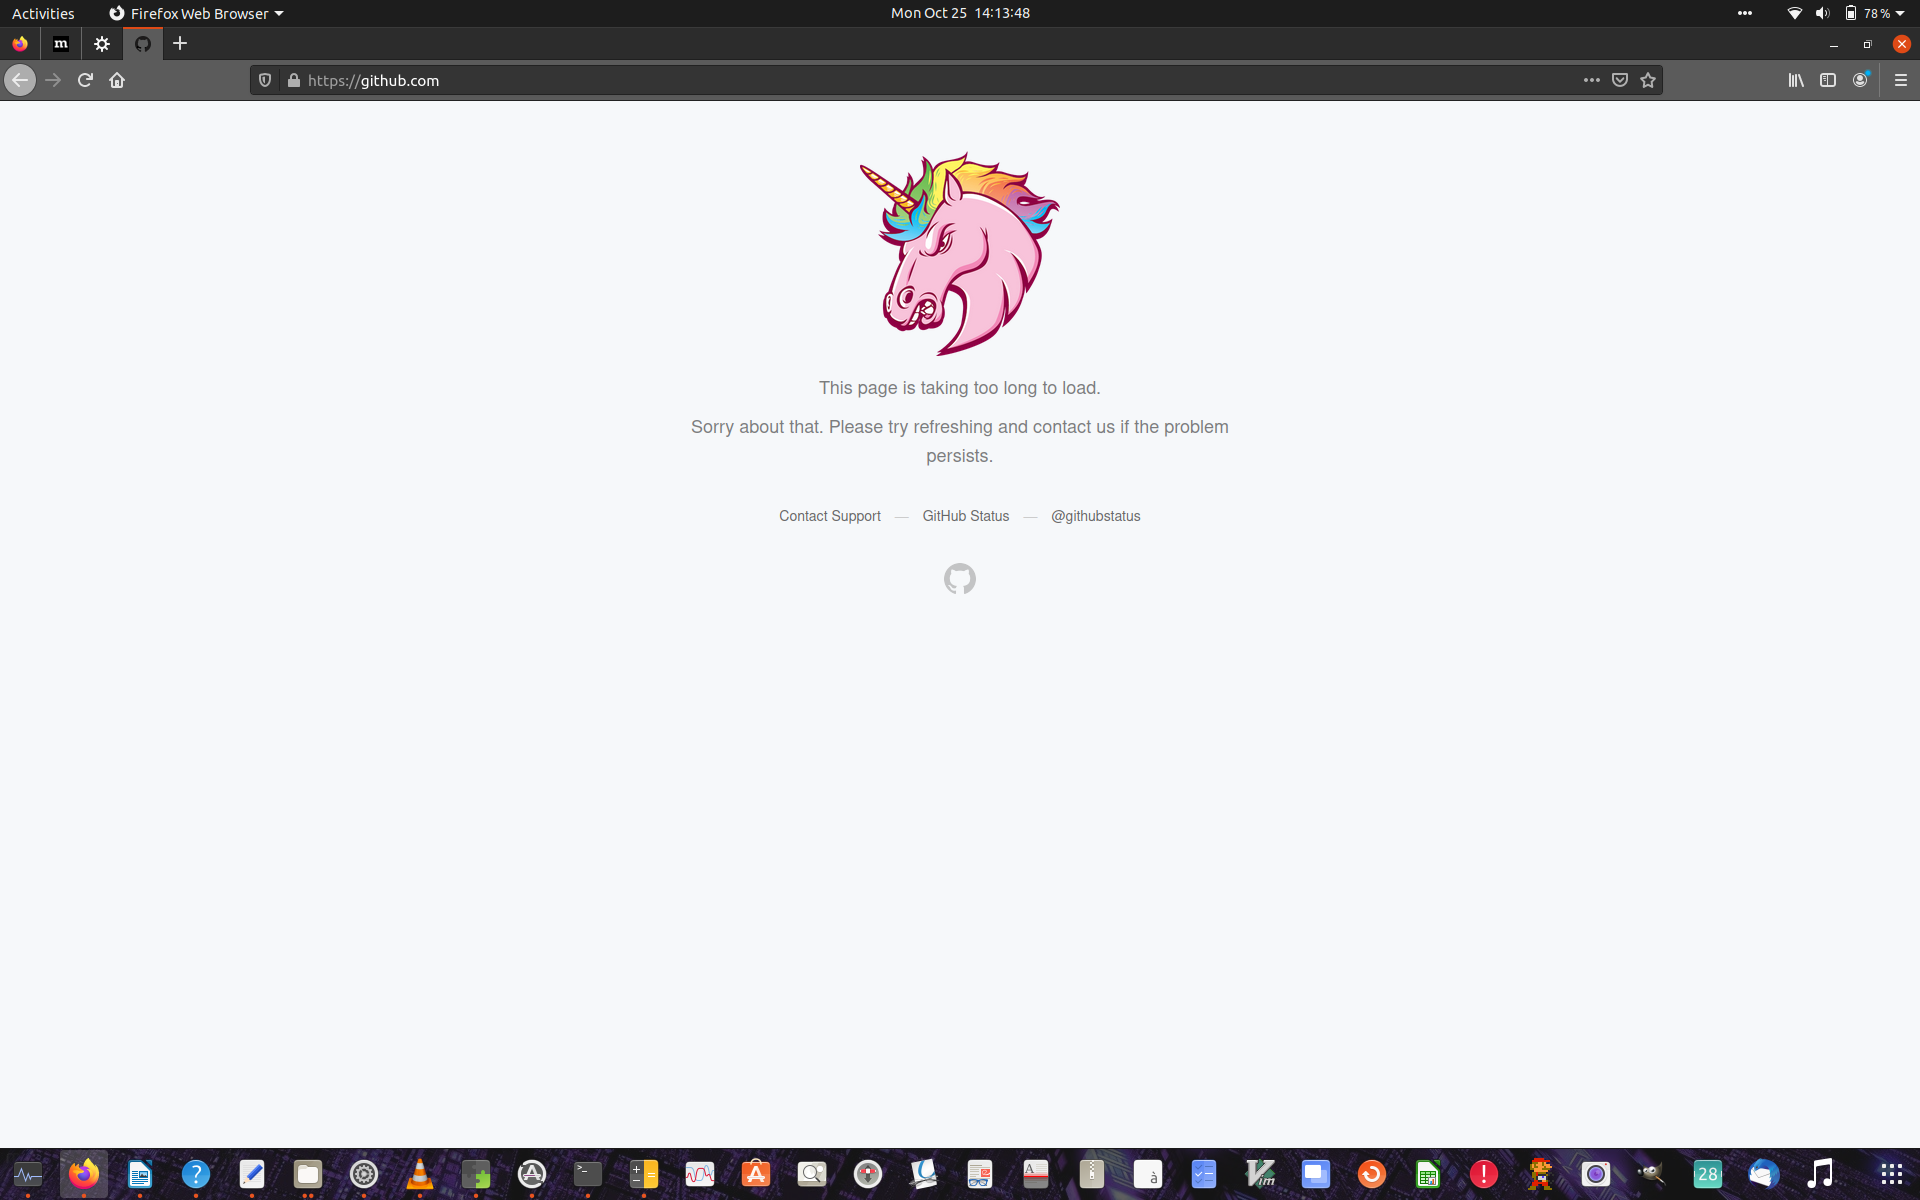 Activities
Firefox Web Browser
Mon Oct 25 14:13:48
78 %
m
https://github.com
This page is taking too long to load.
Sorry about that. Please try refreshing and contact us if the problem
persists.
Contact Support — GitHub Status — @githubstatus
?
>_
A
à
Vim
!
28